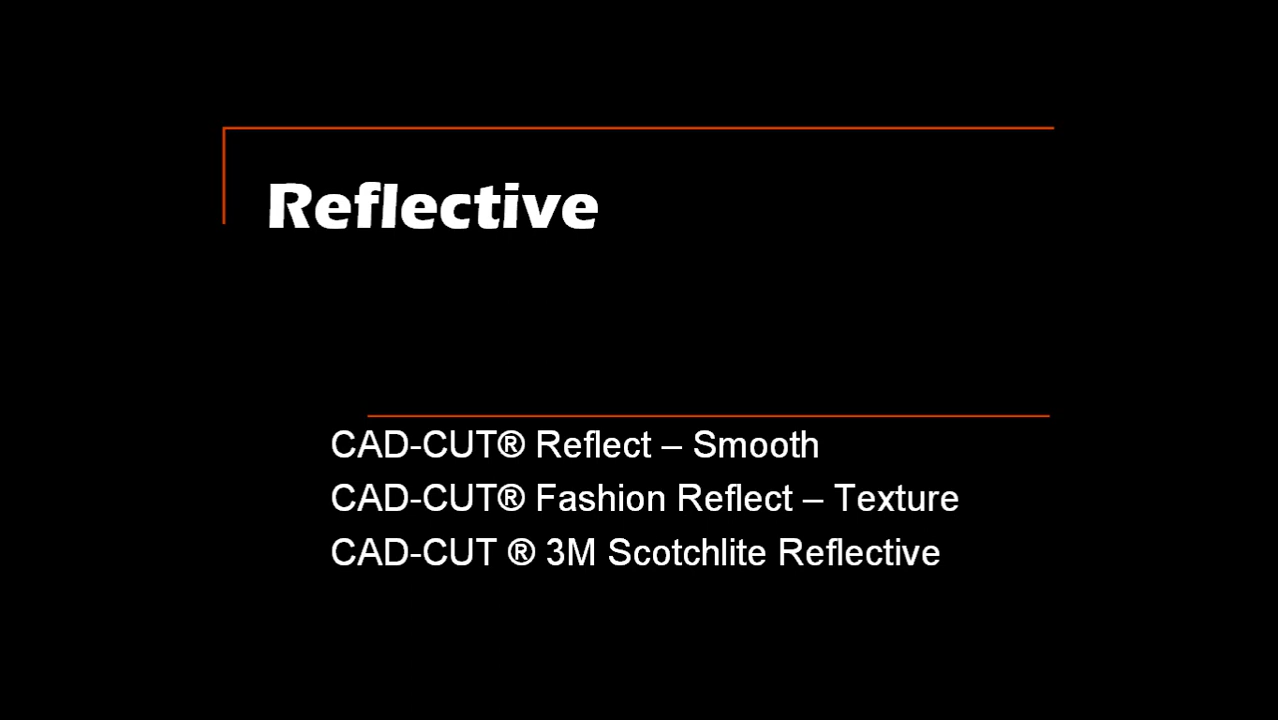 Reflective
CAD-CUT® Reflect – Smooth
CAD-CUT® Fashion Reflect – Texture
CAD-CUT ® 3M Scotchlite Reflective